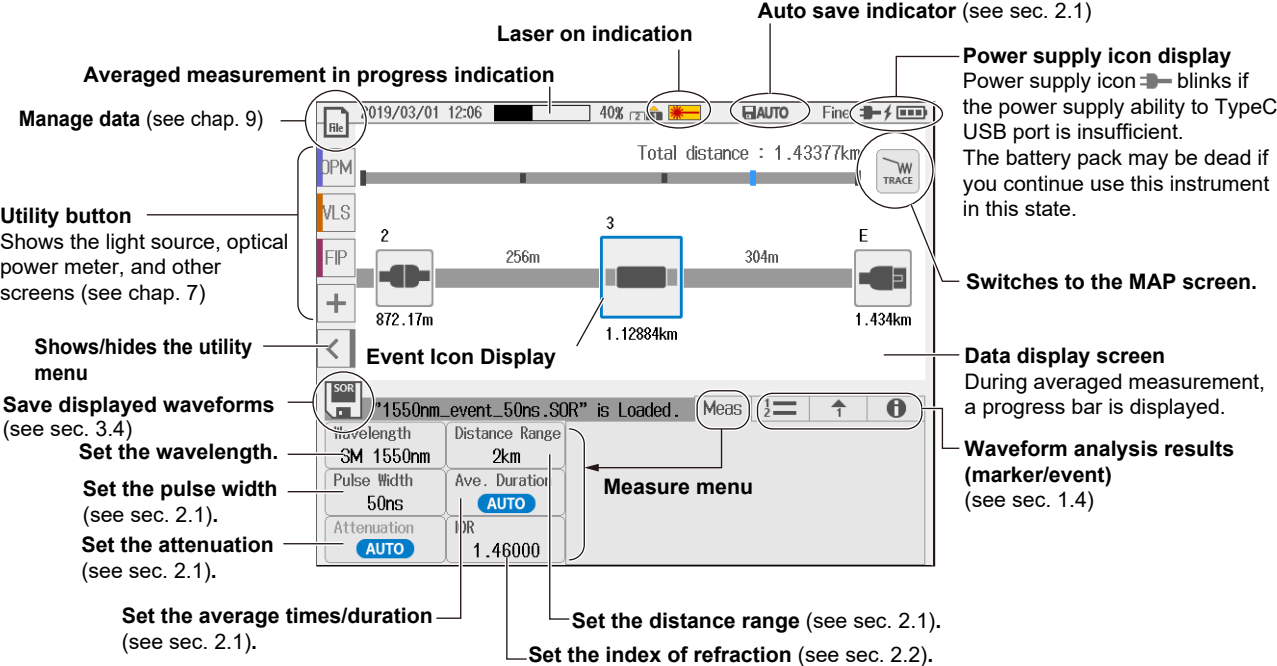 Auto save indicator (see sec. 2.1)
Laser on indication
Averaged measurement in progress indication
Power supply icon display
Power supply icon blinks if
the power supply ability to TypeC
USB port is insufficient.
The battery pack may be dead if
you continue use this instrument
in this state.
Manage data (see chap. 9)
File
2019/03/01 12:06
40%
2
AUTO
Fine
Total distance : 1.43377km
TRACE
OPM
VLS
FIP
Utility button
Shows the light source, optical
power meter, and other
screens (see chap. 7)
2
3
E
256m
304m
872.17m
1.12884km
1.434km
Switches to the MAP screen.
Shows/hides the utility
menu
Event Icon Display
Data display screen
During averaged measurement,
a progress bar is displayed.
SOR
Save displayed waveforms
(see sec. 3.4)
"1550nm_event_50ns.SOR" is Loaded.
Meas
1
2
1
Waveform analysis results
(marker/event)
(see sec. 1.4)
Set the wavelength.
Wavelength
SM 1550nm
Distance Range
2km
Set the pulse width
(see sec. 2.1).
Pulse Width
50ns
Ave. Duration
AUTO
Measure menu
Set the attenuation
(see sec. 2.1).
Attenuation
AUTO
IOR
1.46000
Set the average times/duration
(see sec. 2.1).
Set the distance range (see sec. 2.1).
Set the index of refraction (see sec. 2.2).